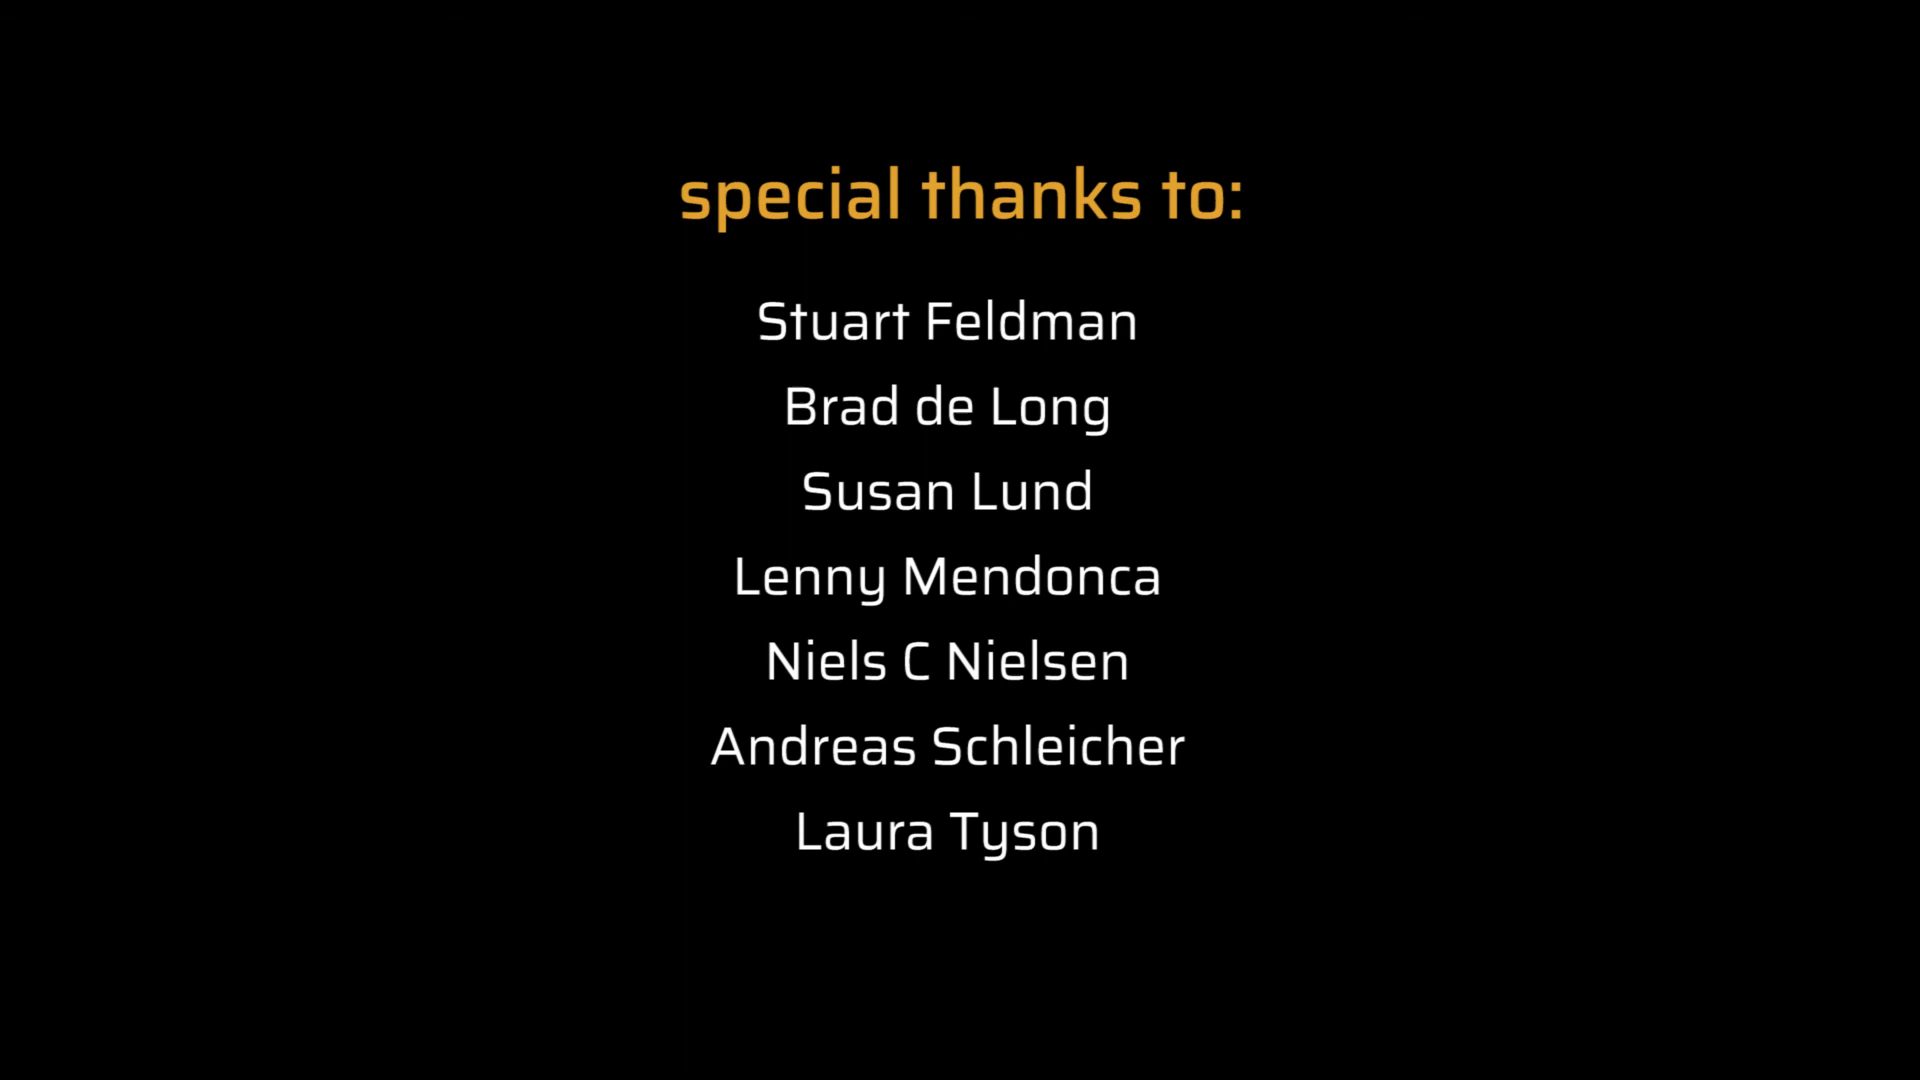 special thanks to:
Stuart Feldman
Brad de Long
Susan Lund
Lenny Mendonca
Niels C Nielsen
Andreas Schleicher
Laura Tyson